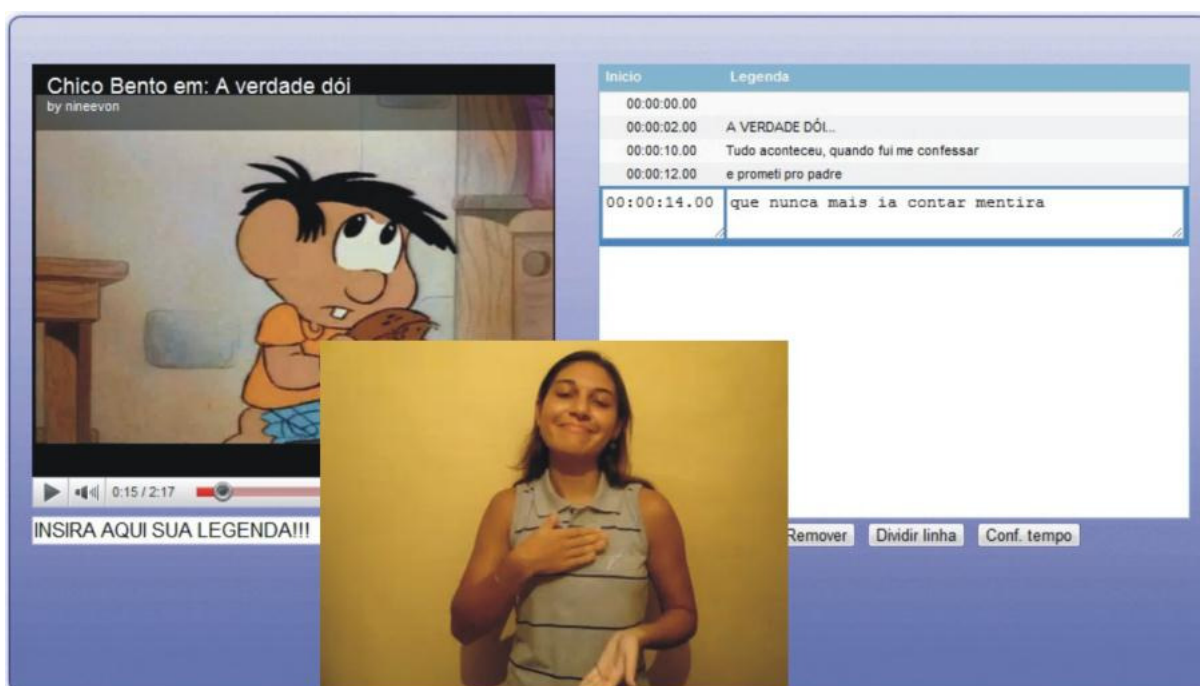 Chico Bento em: A verdade dói
by nineevon
0:15 / 2:17
INSIRA AQUI SUA LEGENDA!!!
Inicio Legenda
00:00:00.00
00:00:02.00 A VERDADE DÓI...
00:00:10.00 Tudo aconteceu, quando fui me confessar
00:00:12.00 e prometi pro padre
00:00:14.00 que nunca mais ia contar mentira
Remover Dividir linha Conf. tempo